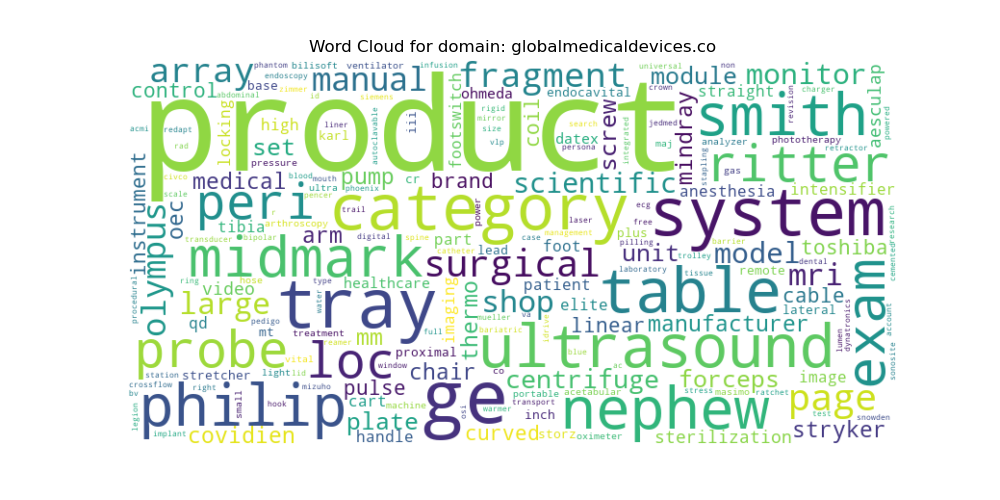 Word Cloud for domain: globalmedicaldevices.co
phantom bilisoft ventilator infusion universal non
array manual fragment module monitor
control base endoscopy zimmer siemens ohmeda endocavital crown straight charger
abdominal id
product
smith
acmi redapt high karl liner iii autoclavable footswitch rigid mirror size vlp coil datex persona screw integrated search maj jedmed mindray analyzer revision phototherapy aesculap powered
rad locking set pressure blood mouth
ritter
civco medical pump cr brand scientific stapling gas retractor
scale ultra phoenix anesthesia intensifier
instrument peri spencer category system
olympus oec r arthroscopy trail power laser ecg free
tibia transducer bipolar arm digital spine management part case foot plus pilling barrier trolley dental toshiba research
midmark catheter lead unit model cemented
surgical laboratory tissue remote mri
procedural ring hose type healthcare patient
large video tray water imaging thermo shop elite table cable lateral exam account
qd pedigo mt treatment full mueller bariatric va idrive linear manufacturer lumen dynatronics sonosite
probe reamer window mm proximal ultrasound blue
station vital loc chair co ac
crossflow stretcher light lid pulse centrifuge forceps image
bv right mizuho machine portable acetabular stress masimo ratchet page
legion philip small hook cart ge osi warmer transport nephew test snowden
implant covidien plate handle curved storz inch oximeter sterilization stryker